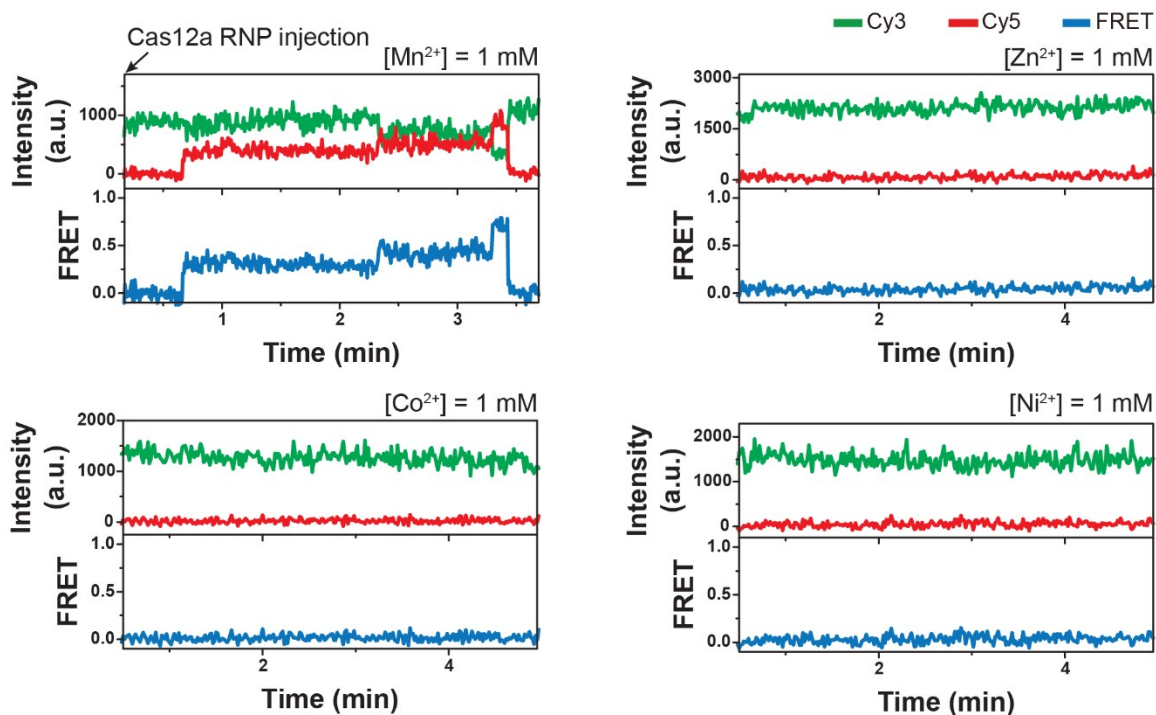 Cy3 Cy5 FRET
Cas12a RNP injection
[Mn²⁺] = 1 mM
Intensity
(a.u.)
1000
0
FRET
1.0
0.5
0.0
1 2 3
Time (min)
[Zn²⁺] = 1 mM
Intensity
(a.u.)
3000
1500
0
FRET
1.0
0.5
0.0
2 4
Time (min)
[Co²⁺] = 1 mM
Intensity
(a.u.)
2000
1000
0
FRET
1.0
0.5
0.0
2 4
Time (min)
[Ni²⁺] = 1 mM
Intensity
(a.u.)
2000
1000
0
FRET
1.0
0.5
0.0
2 4
Time (min)